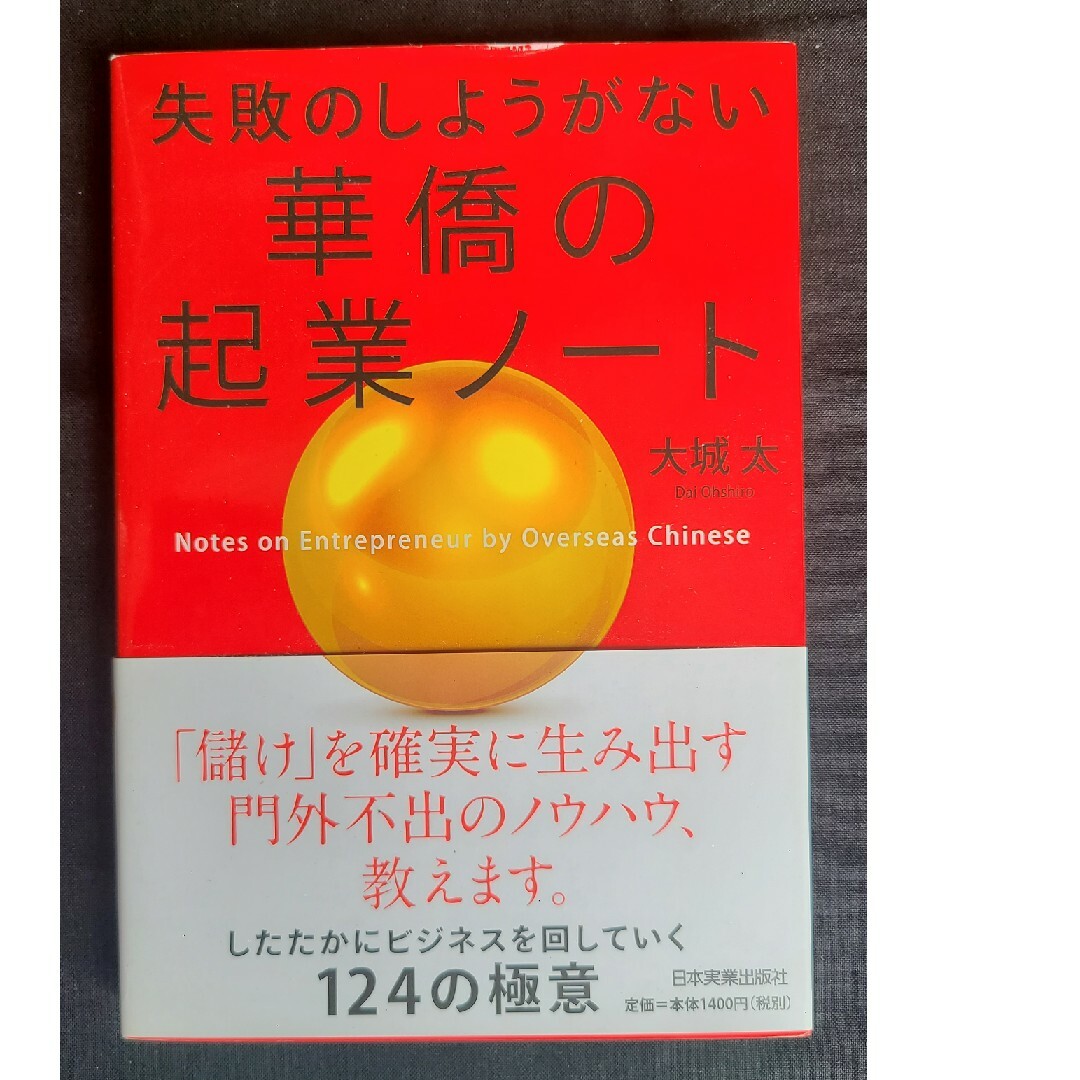 失敗のしようがない
華僑の
起業ノート
大城 太
Dai Ohshiro
Notes on Entrepreneur by Overseas Chinese
「儲け」を確実に生み出す
門外不出のノウハウ、
教えます。
したたかにビジネスを回していく
124の極意
日本実業出版社
定価=本体1400円(税別)